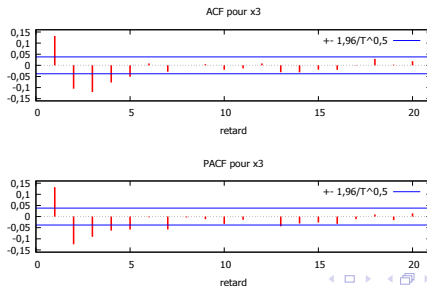 ACF pour x3
0,15
0,1
0,05
0
-0,05
-0,1
-0,15
+- 1,96/T^0,5
0 5 10 15 20
retard
PACF pour x3
0,15
0,1
0,05
0
-0,05
-0,1
-0,15
+- 1,96/T^0,5
0 5 10 15 20
retard